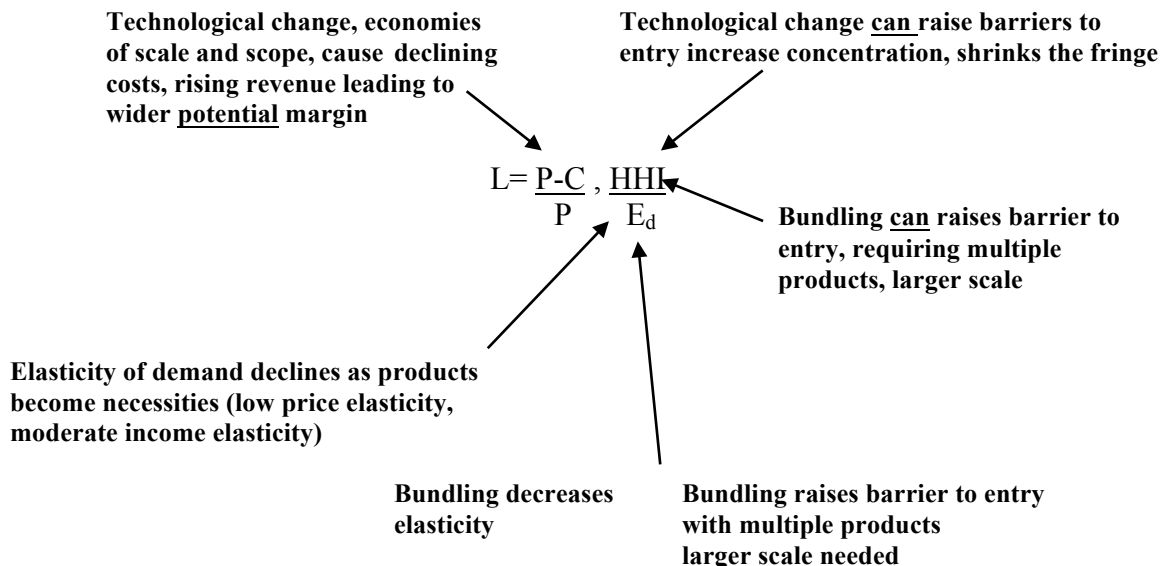 Technological change, economies
of scale and scope, cause declining
costs, rising revenue leading to
wider potential margin
Technological change can raise barriers to
entry increase concentration, shrinks the fringe
L= P-C , HHI
P Ed
Bundling can raises barrier to
entry, requiring multiple
products, larger scale
Elasticity of demand declines as products
become necessities (low price elasticity,
moderate income elasticity)
Bundling decreases
elasticity
Bundling raises barrier to entry
with multiple products
larger scale needed